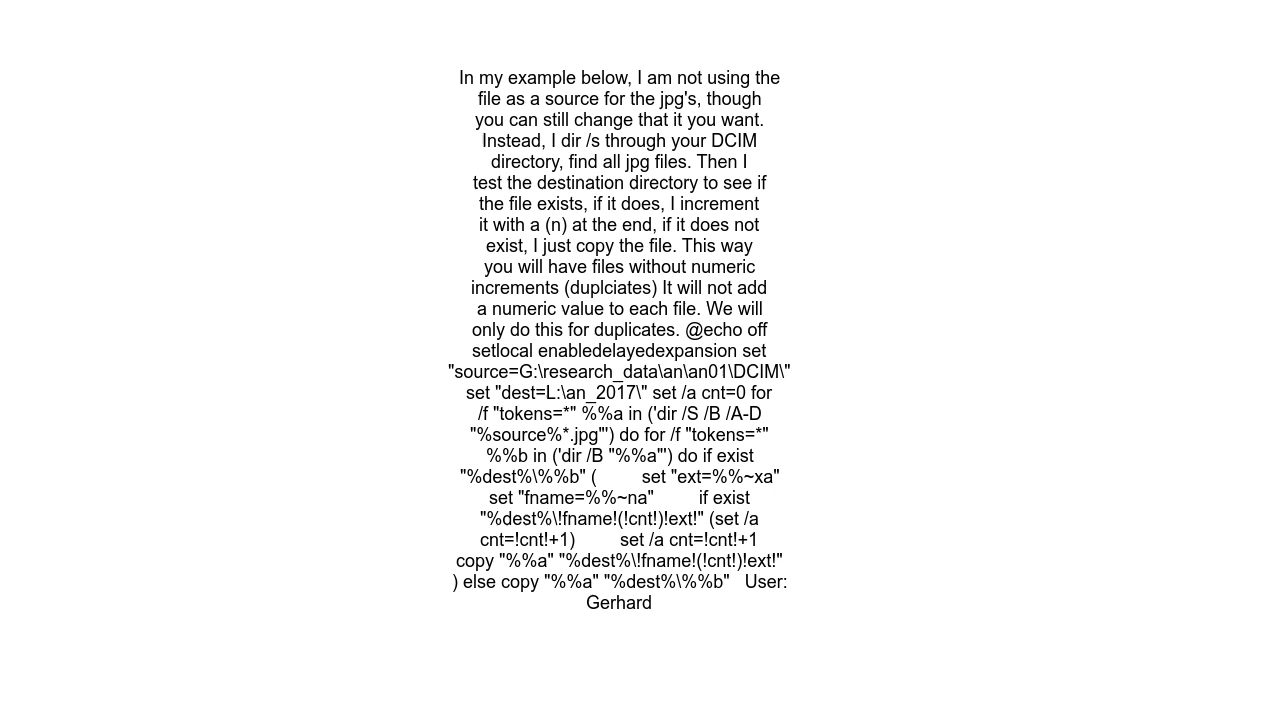 In my example below, I am not using the
file as a source for the jpg's, though
you can still change that it you want.
Instead, I dir /s through your DCIM
directory, find all jpg files. Then I
test the destination directory to see if
the file exists, if it does, I increment
it with a (n) at the end, if it does not
exist, I just copy the file. This way
you will have files without numeric
increments (duplciates) It will not add
a numeric value to each file. We will
only do this for duplicates. @echo off
setlocal enabledelayedexpansion set
"source=G:\research_data\an\an01\DCIM\"
set "dest=L:\an_2017\" set /a cnt=0 for
/f "tokens=*" %%a in ('dir /S /B /A-D
"%source%*.jpg"') do for /f "tokens=*"
%%b in ('dir /B "%%a"') do if exist
"%dest%\%%b" (         set "ext=%%~xa"
set "fname=%%~na"         if exist
"%dest%\!fname!(!cnt!)!ext!" (set /a
cnt=!cnt!+1)         set /a cnt=!cnt!+1
copy "%%a" "%dest%\!fname!(!cnt!)!ext!"
) else copy "%%a" "%dest%\%%b"   User:
Gerhard